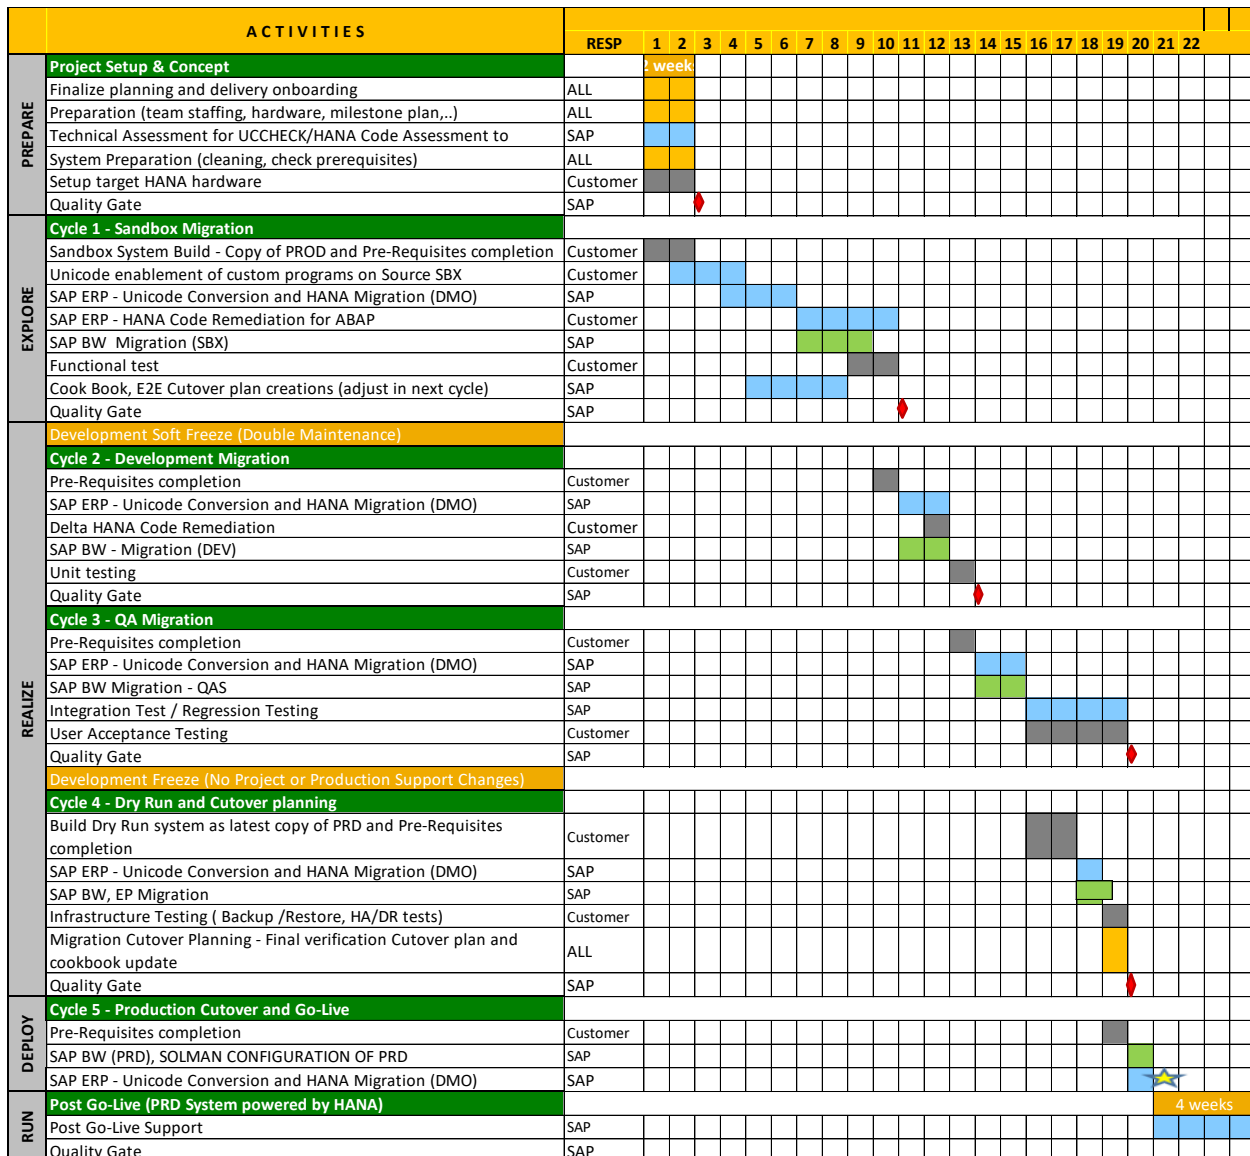 ACTIVITIES
RESP 1 2 3 4 5 6 7 8 9 10 11 12 13 14 15 16 17 18 19 20 21 22
PREPARE
Project Setup & Concept 2 week
Finalize planning and delivery onboarding ALL
Preparation (team staffing, hardware, milestone plan,..) ALL
Technical Assessment for UCCHECK/HANA Code Assessment to SAP
System Preparation (cleaning, check prerequisites) ALL
Setup target HANA hardware Customer
Quality Gate SAP
EXPLORE
Cycle 1 - Sandbox Migration
Sandbox System Build - Copy of PROD and Pre-Requisites completion Customer
Unicode enablement of custom programs on Source SBX Customer
SAP ERP - Unicode Conversion and HANA Migration (DMO) SAP
SAP ERP - HANA Code Remediation for ABAP Customer
SAP BW Migration (SBX) SAP
Functional test Customer
Cook Book, E2E Cutover plan creations (adjust in next cycle) SAP
Quality Gate SAP
REALIZE
Development Soft Freeze (Double Maintenance)
Cycle 2 - Development Migration
Pre-Requisites completion Customer
SAP ERP - Unicode Conversion and HANA Migration (DMO) SAP
Delta HANA Code Remediation Customer
SAP BW - Migration (DEV) SAP
Unit testing Customer
Quality Gate SAP
Cycle 3 - QA Migration
Pre-Requisites completion Customer
SAP ERP - Unicode Conversion and HANA Migration (DMO) SAP
SAP BW Migration - QAS SAP
Integration Test / Regression Testing SAP
User Acceptance Testing Customer
Quality Gate SAP
Development Freeze (No Project or Production Support Changes)
Cycle 4 - Dry Run and Cutover planning
Build Dry Run system as latest copy of PRD and Pre-Requisites
completion Customer
SAP ERP - Unicode Conversion and HANA Migration (DMO) SAP
SAP BW, EP Migration SAP
Infrastructure Testing ( Backup /Restore, HA/DR tests) Customer
Migration Cutover Planning - Final verification Cutover plan and
cookbook update ALL
Quality Gate SAP
DEPLOY
Cycle 5 - Production Cutover and Go-Live
Pre-Requisites completion Customer
SAP BW (PRD), SOLMAN CONFIGURATION OF PRD SAP
SAP ERP - Unicode Conversion and HANA Migration (DMO) SAP
RUN
Post Go-Live (PRD System powered by HANA) 4 weeks
Post Go-Live Support SAP
Quality Gate SAP